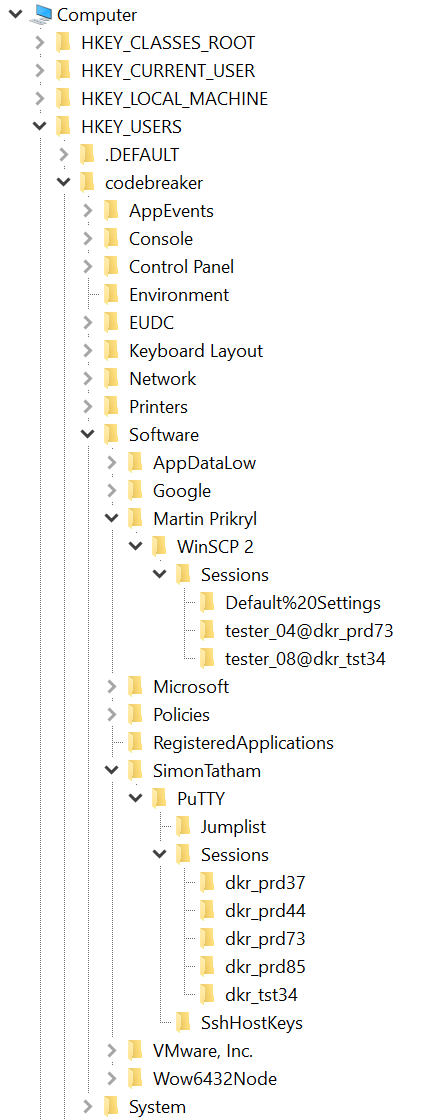 Computer
HKEY_CLASSES_ROOT
HKEY_CURRENT_USER
HKEY_LOCAL_MACHINE
HKEY_USERS
.DEFAULT
codebreaker
AppEvents
Console
Control Panel
Environment
EUDC
Keyboard Layout
Network
Printers
Software
AppDataLow
Google
Martin Prikryl
WinSCP 2
Sessions
Default%20Settings
tester_04@dkr_prd73
tester_08@dkr_tst34
Microsoft
Policies
RegisteredApplications
SimonTatham
PuTTY
Jumplist
Sessions
dkr_prd37
dkr_prd44
dkr_prd73
dkr_prd85
dkr_tst34
SshHostKeys
VMware, Inc.
Wow6432Node
System